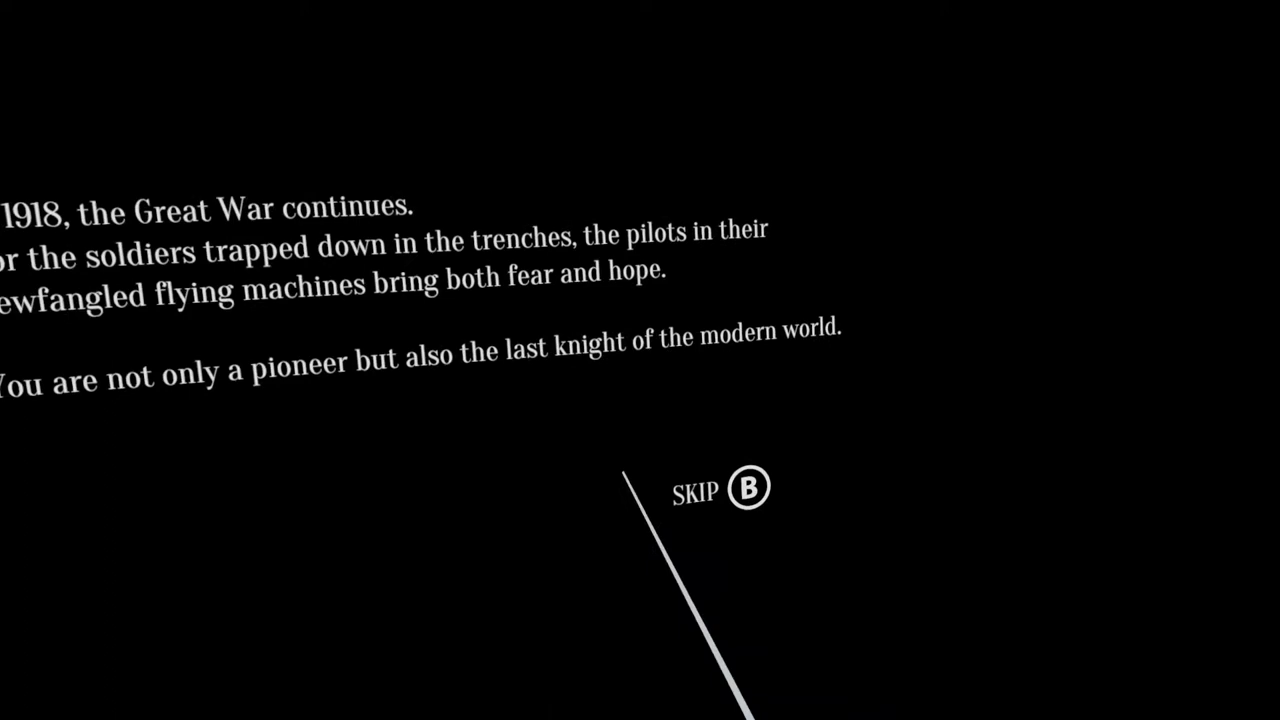 1918, the Great War continues.
the soldiers trapped down in the trenches, the pilots in their
flying machines bring both fear and hope.
You are not only a pioneer but also the last knight of the modern world.
SKIP B